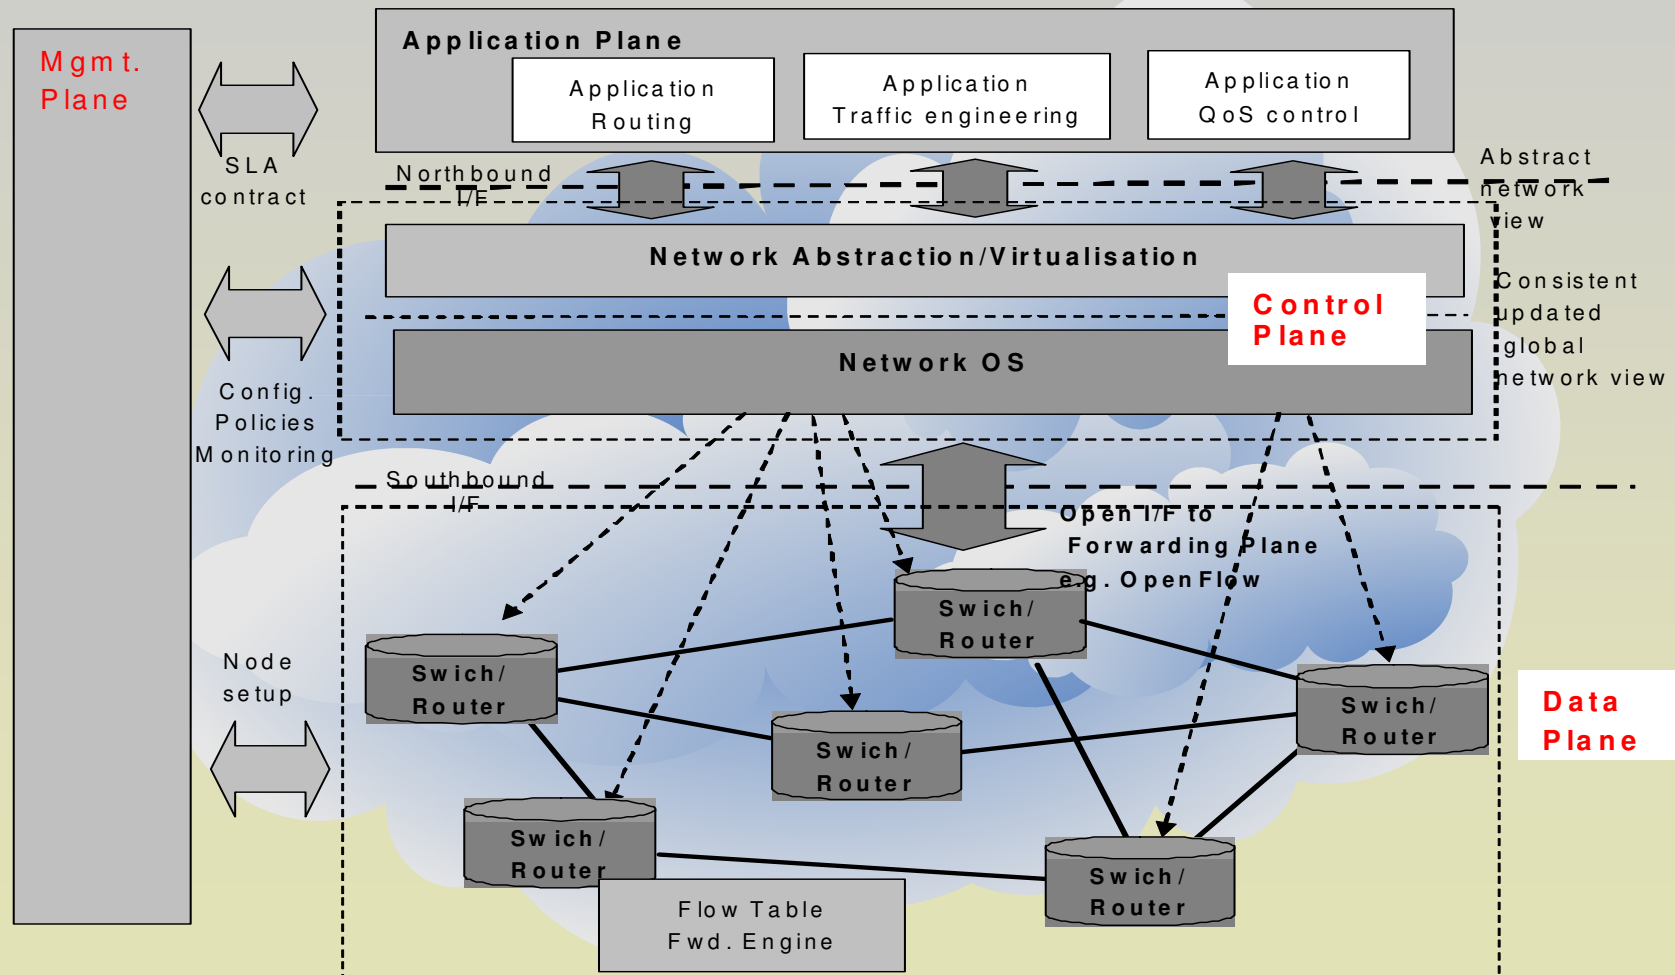 Mgmt.
Plane
Application Plane
Application
Routing
Application
Traffic engineering
Application
QoS control
SLA
contract
Northbound
I/F
Abstract
network
view
Network Abstraction/Virtualisation
Control
Plane
Consistent
updated
global
network view
Network OS
Config.
Policies
Monitoring
Southbound
I/F
Open I/F to
Forwarding Plane
e.g. OpenFlow
Swich/
Router
Node
setup
Swich/
Router
Swich/
Router
Data
Plane
Swich/
Router
Swich/
Router
Swich/
Router
Flow Table
Fwd. Engine